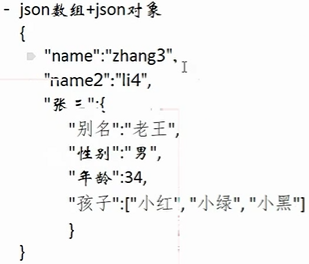 - json数组+json对象
{
"name":"zhang3",
"name2":"li4",
"张三":{
"别名":"老王",
"性别":"男",
"年龄":34,
"孩子":["小红","小绿","小黑"]
}
}